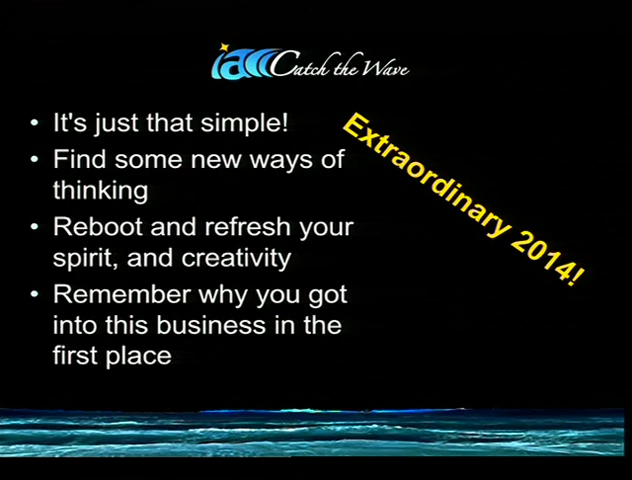 iacc Catch the Wave
• It's just that simple!
• Find some new ways of
thinking
• Reboot and refresh your
spirit, and creativity
• Remember why you got
into this business in the
first place
Extraordinary 2014!